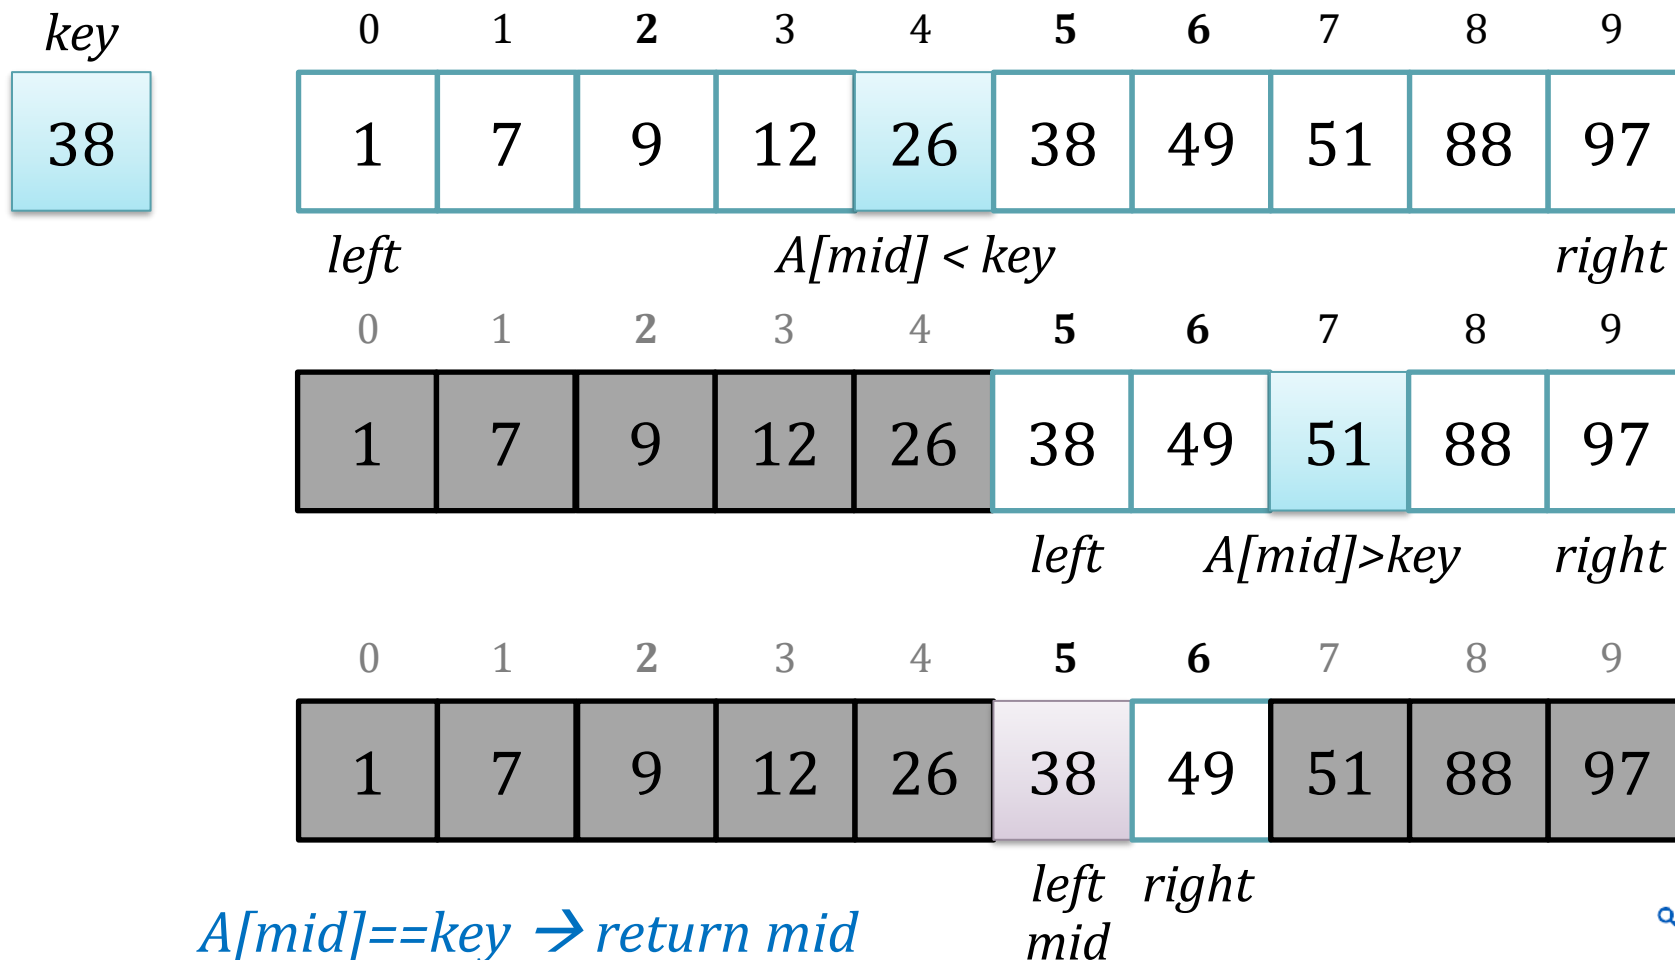 key 0 1 2 3 4 5 6 7 8 9
38 1 7 9 12 26 38 49 51 88 97
left A[mid] < key right
0 1 2 3 4 5 6 7 8 9
1 7 9 12 26 38 49 51 88 97
left A[mid]>key right
0 1 2 3 4 5 6 7 8 9
1 7 9 12 26 38 49 51 88 97
left right
A[mid]==key → return mid mid